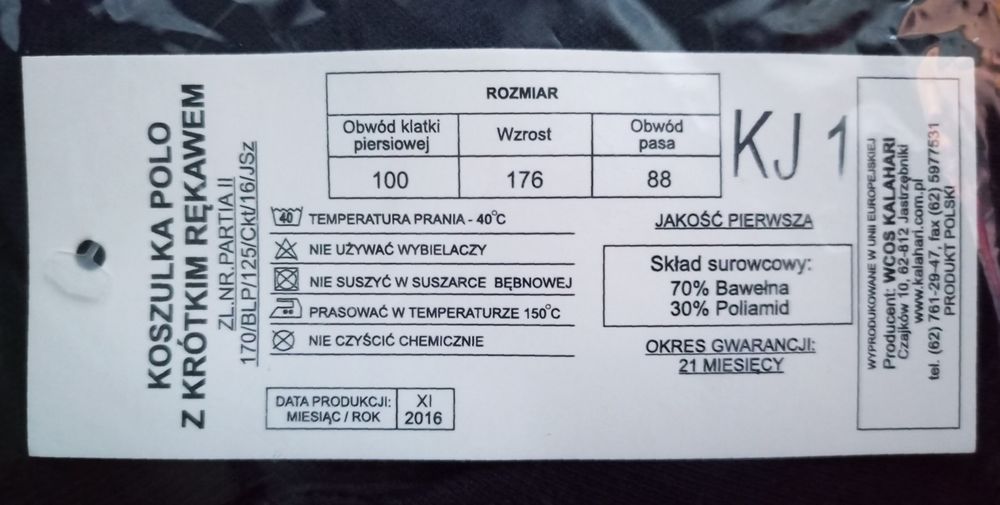 KOSZULKA POLO
Z KRÓTKIM RĘKAWEM
ZL.NR.PARTIA II
170/BLP/125/Ckt/16/JSz
ROZMIAR
Obwód klatki piersiowej
Wzrost
Obwód pasa
100
176
88
KJ 1
40 TEMPERATURA PRANIA - 40°C
NIE UŻYWAĆ WYBIELACZY
NIE SUSZYĆ W SUSZARCE BĘBNOWEJ
PRASOWAĆ W TEMPERATURZE 150°C
NIE CZYŚCIĆ CHEMICZNIE
DATA PRODUKCJI:
MIESIĄC / ROK
XI
2016
JAKOŚĆ PIERWSZA
Skład surowcowy:
70% Bawełna
30% Poliamid
OKRES GWARANCJI:
21 MIESIĘCY
WYPRODUKOWANE W UNII EUROPEJSKIEJ
Producent: WCOS KALAHARI
Czajków 10, 62-812 Jastrzębniki
www.kalahari.com.pl
tel. (62) 761-29-47, fax (62) 5977531
PRODUKT POLSKI